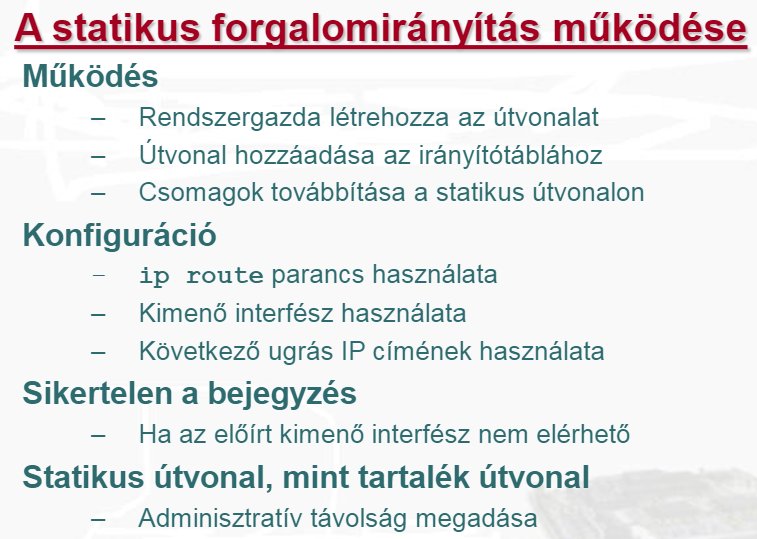 A statikus forgalomirányítás működése
Működés
– Rendszergazda létrehozza az útvonalat
– Útvonal hozzáadása az irányítótáblához
– Csomagok továbbítása a statikus útvonalon
Konfiguráció
– ip route parancs használata
– Kimenő interfész használata
– Következő ugrás IP címének használata
Sikertelen a bejegyzés
– Ha az előírt kimenő interfész nem elérhető
Statikus útvonal, mint tartalék útvonal
– Adminisztratív távolság megadása